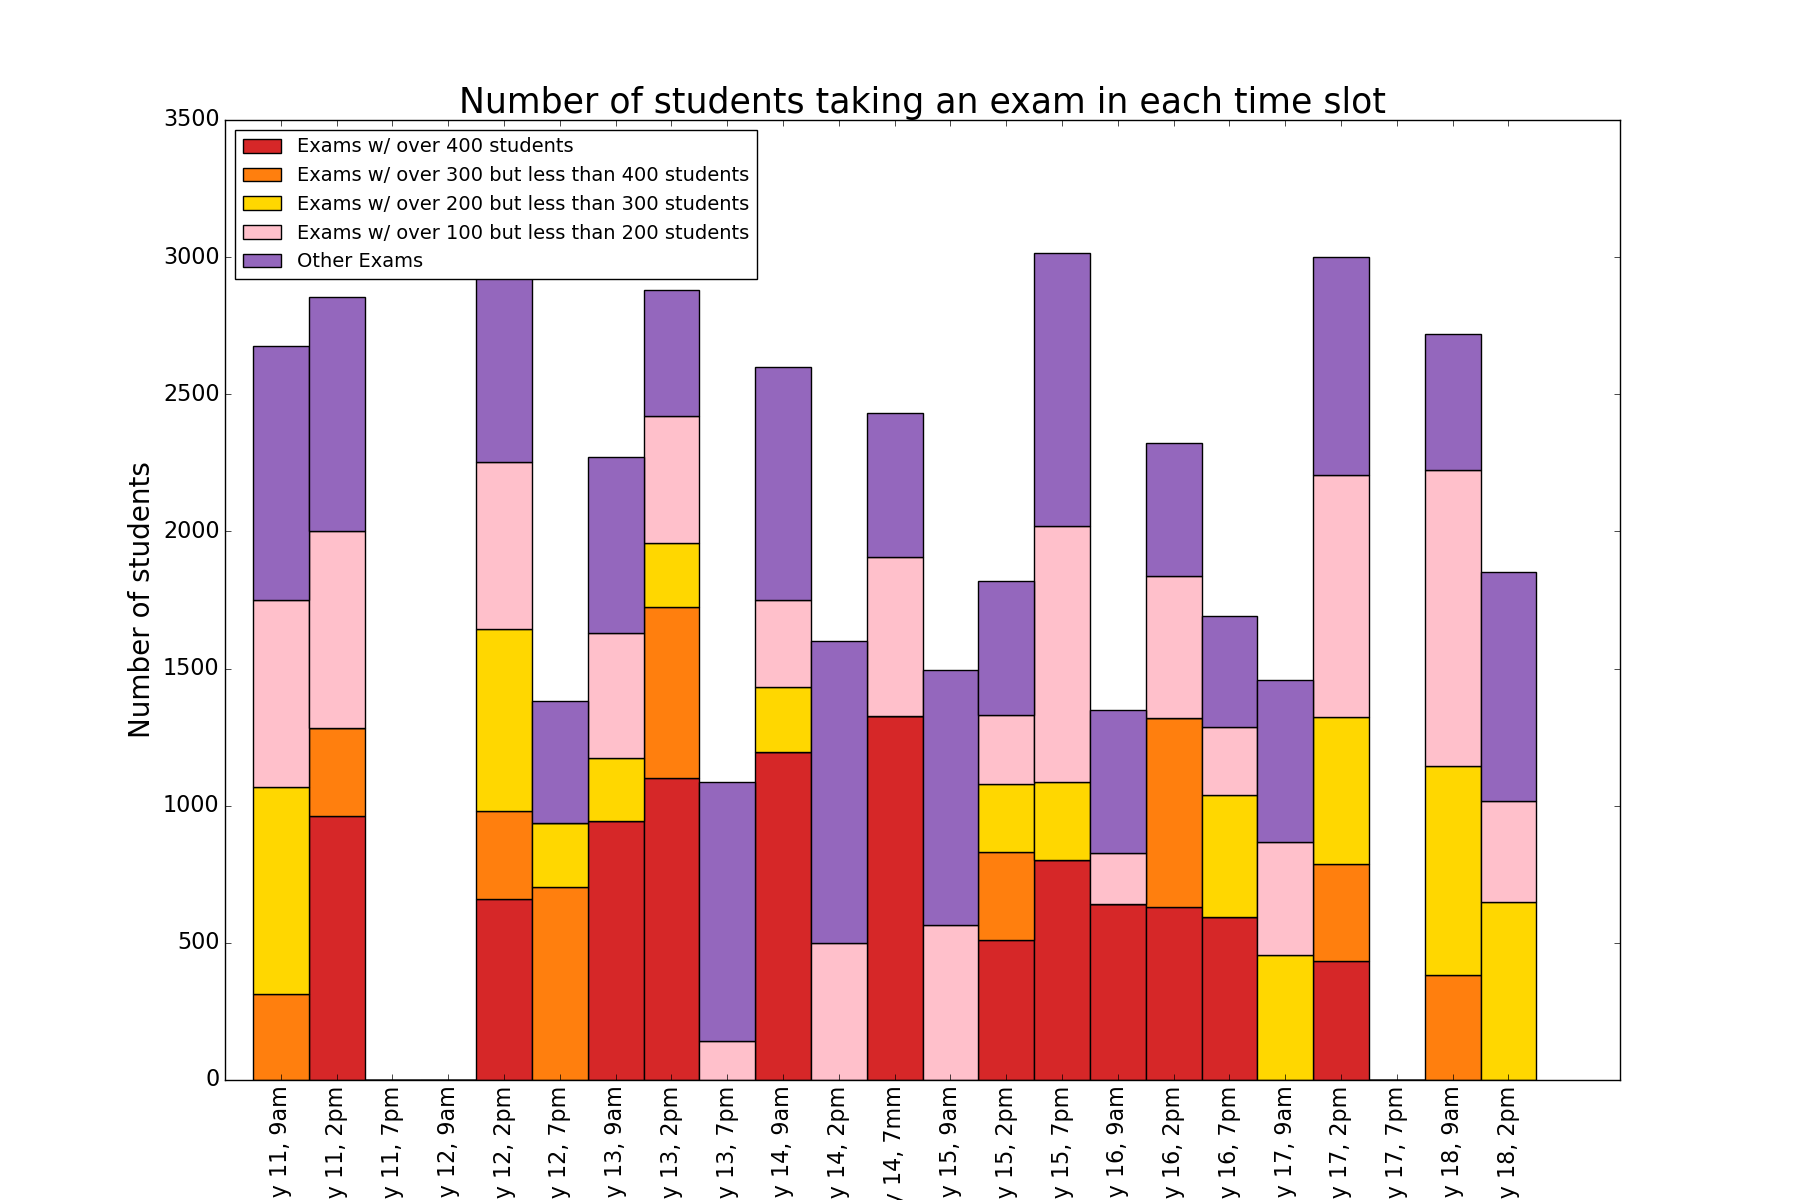 Number of students taking an exam in each time slot
Exams w/ over 400 students
Exams w/ over 300 but less than 400 students
Exams w/ over 200 but less than 300 students
Exams w/ over 100 but less than 200 students
Other Exams
3500
3000
2500
2000
1500
1000
500
0
Number of students
y 11, 9am
y 11, 2pm
y 11, 7pm
y 12, 9am
y 12, 2pm
y 12, 7pm
y 13, 9am
y 13, 2pm
y 13, 7pm
y 14, 9am
y 14, 2pm
y 14, 7mm
y 15, 9am
y 15, 2pm
y 15, 7pm
y 16, 9am
y 16, 2pm
y 16, 7pm
y 17, 9am
y 17, 2pm
y 17, 7pm
y 18, 9am
y 18, 2pm